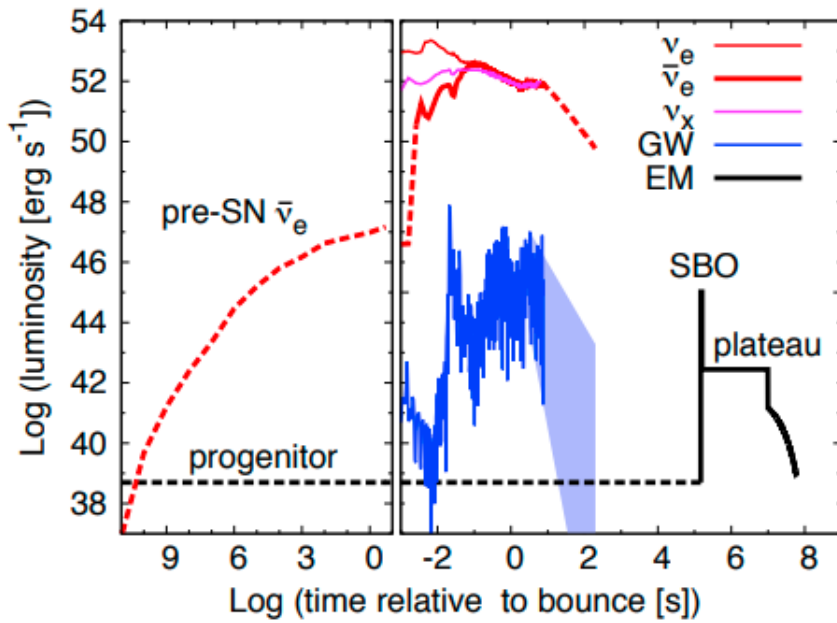 54
52
50
48
46
44
42
40
38
Log (luminosity [erg s⁻¹])
pre-SN ν̄ₑ
progenitor
νₑ
ν̄ₑ
νₓ
GW
EM
SBO
plateau
9 6 3 0 -2 0 2 4 6 8
Log (time relative to bounce [s])